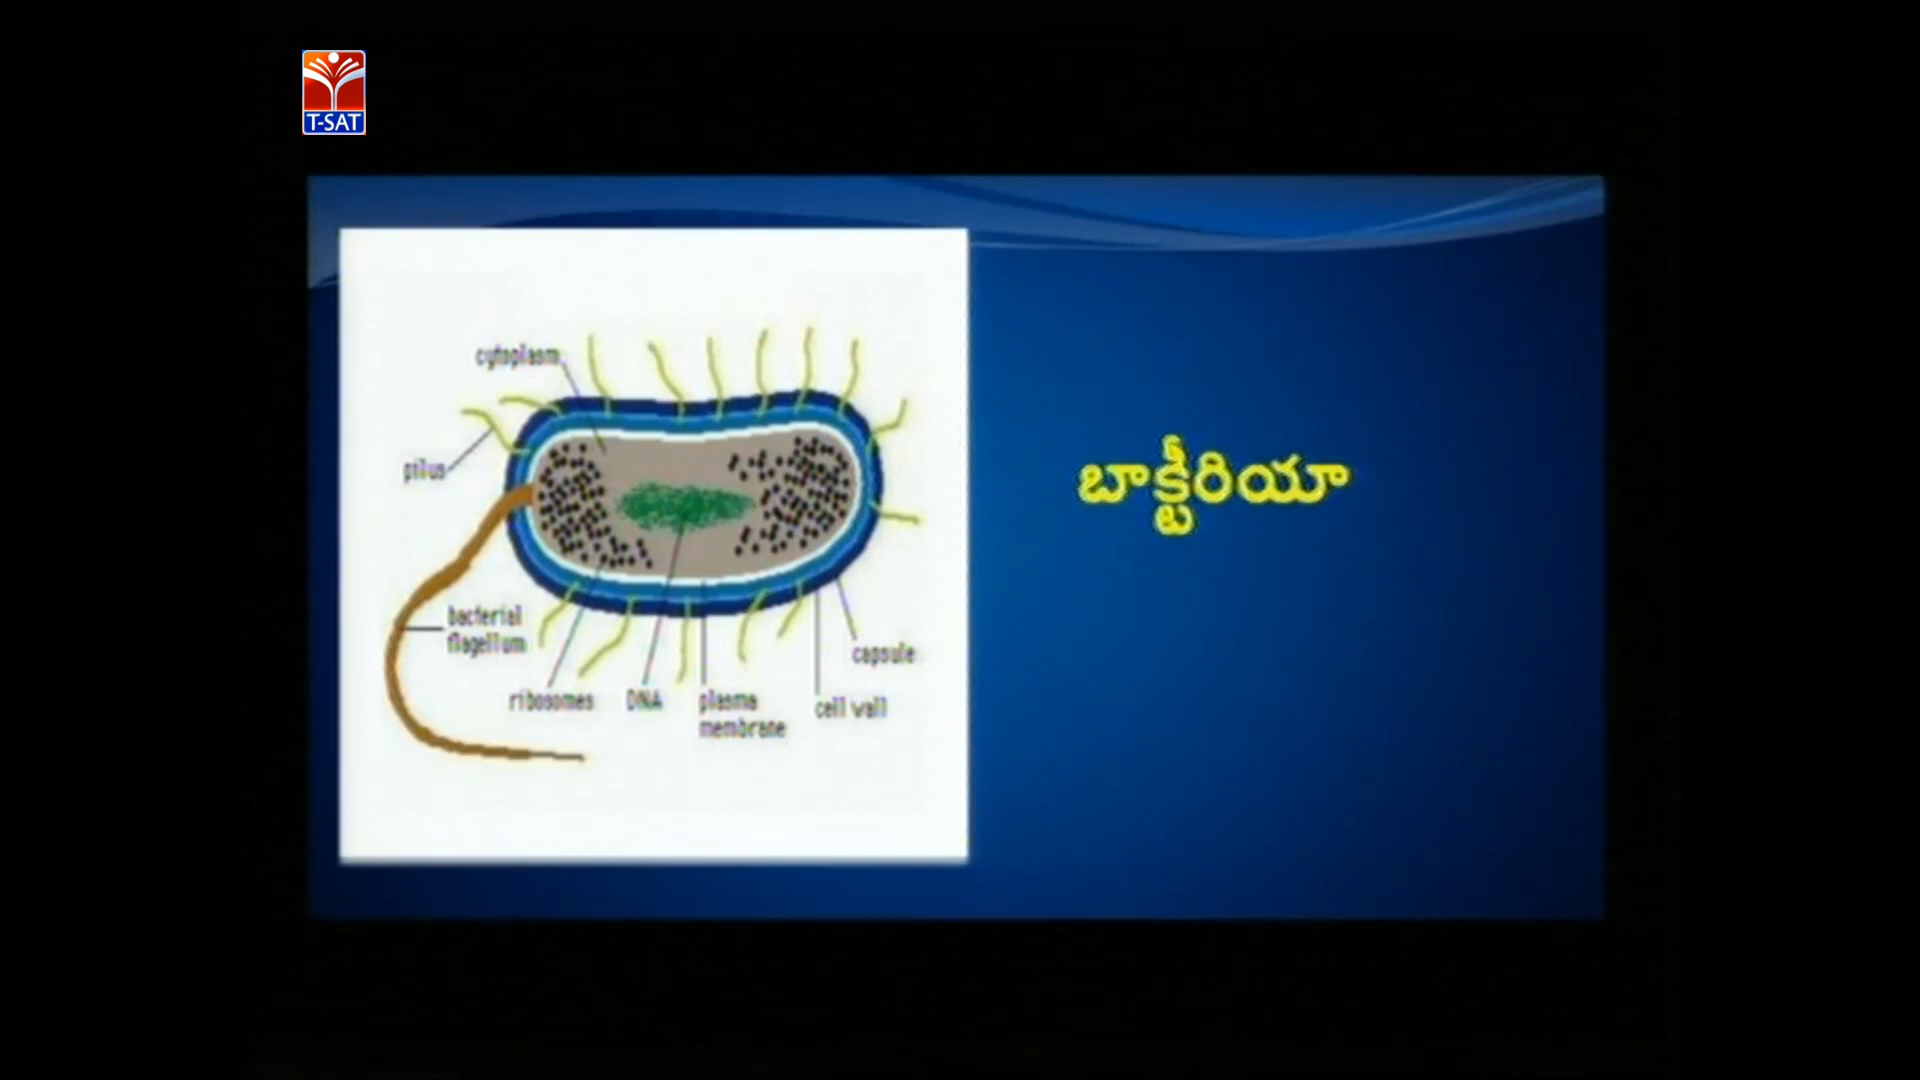 T-SAT
cytoplasm
pilus
బాక్టీరియా
bacterial
flagellum
capsule
ribosomes
DNA
plasma
membrane
cell wall